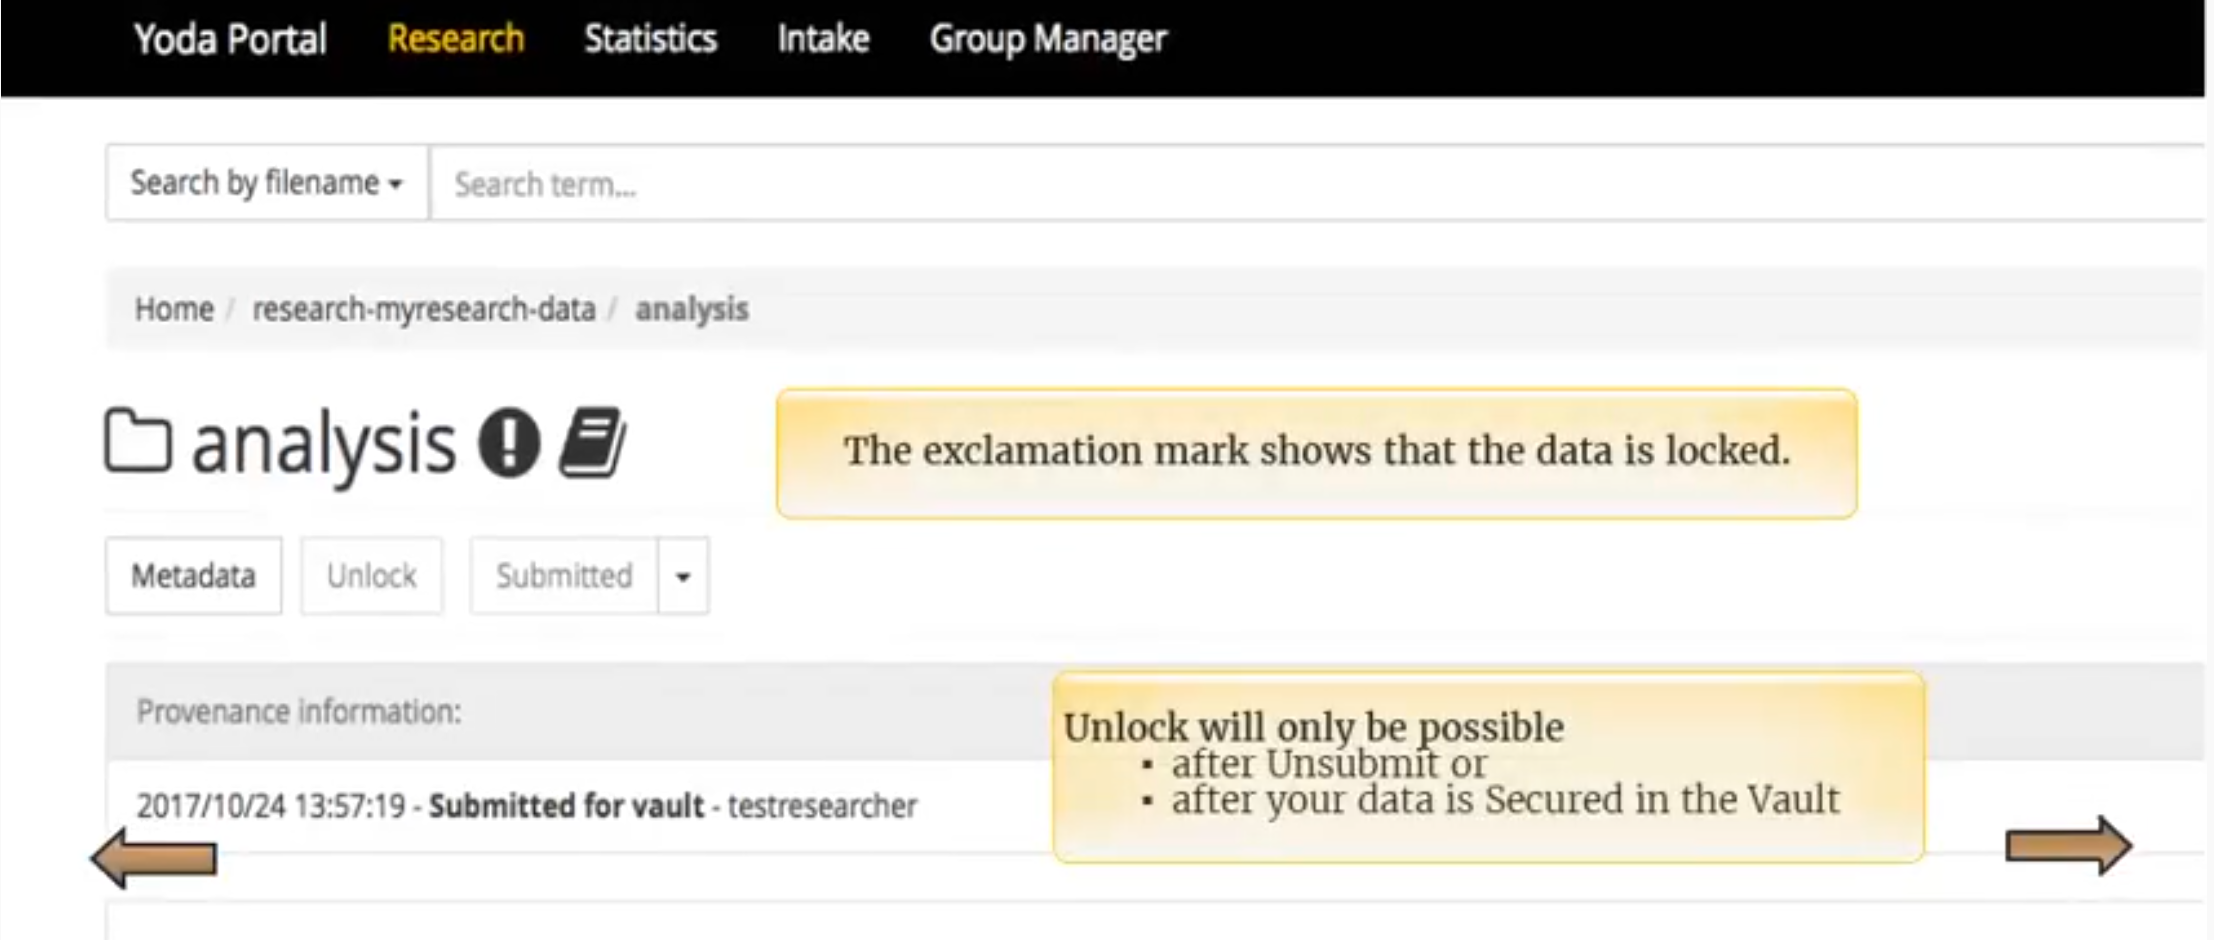 Yoda Portal Research Statistics Intake Group Manager
Search by filename Search term...
Home / research-myresearch-data / analysis
analysis
The exclamation mark shows that the data is locked.
Metadata Unlock Submitted
Provenance information:
2017/10/24 13:57:19 - Submitted for vault - testresearcher
Unlock will only be possible
▪ after Unsubmit or
▪ after your data is Secured in the Vault